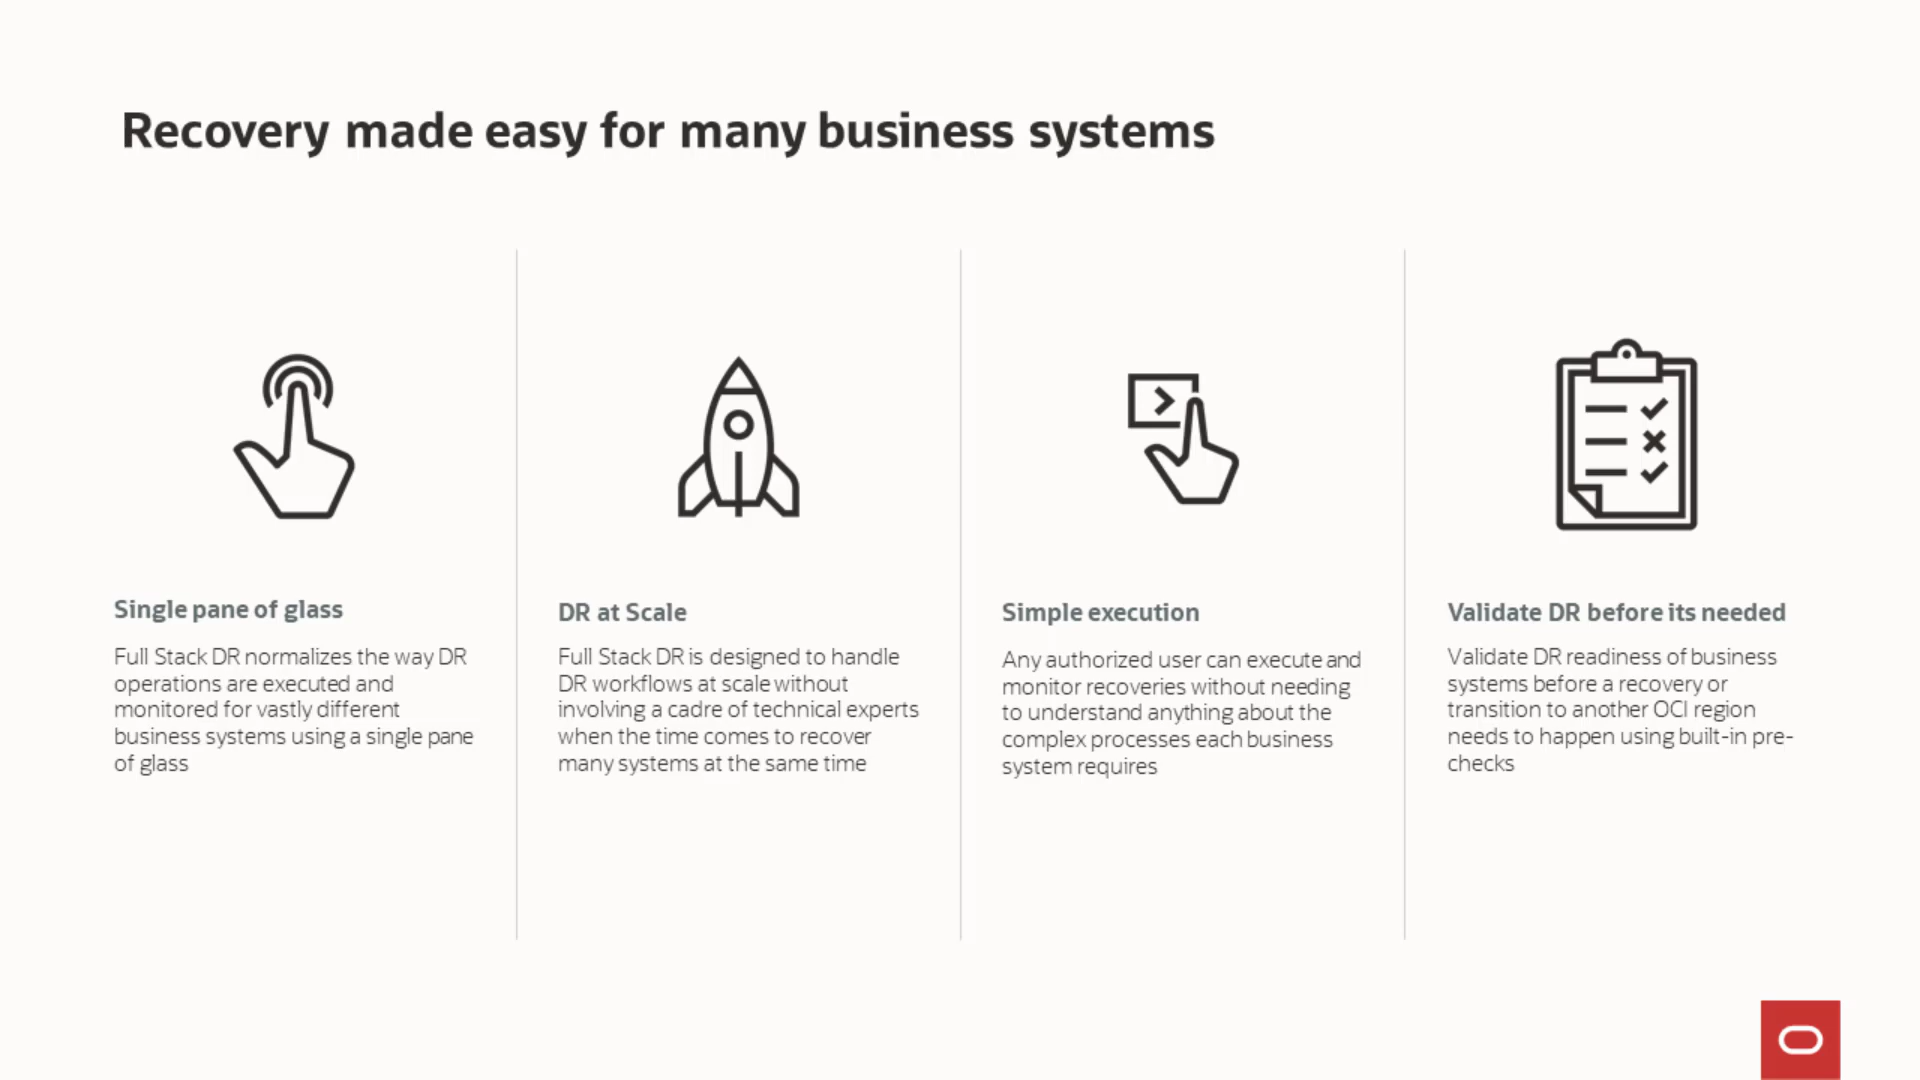 Recovery made easy for many business systems
Single pane of glass
Full Stack DR normalizes the way DR
operations are executed and
monitored for vastly different
business systems using a single pane
of glass
DR at Scale
Full Stack DR is designed to handle
DR workflows at scale without
involving a cadre of technical experts
when the time comes to recover
many systems at the same time
Simple execution
Any authorized user can execute and
monitor recoveries without needing
to understand anything about the
complex processes each business
system requires
Validate DR before its needed
Validate DR readiness of business
systems before a recovery or
transition to another OCI region
needs to happen using built-in pre-
checks